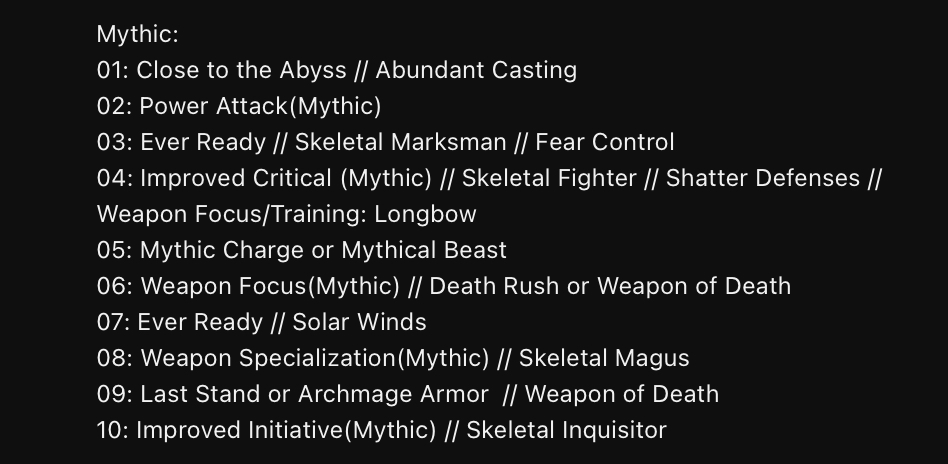 Mythic:
01: Close to the Abyss // Abundant Casting
02: Power Attack(Mythic)
03: Ever Ready // Skeletal Marksman // Fear Control
04: Improved Critical (Mythic) // Skeletal Fighter // Shatter Defenses //
Weapon Focus/Training: Longbow
05: Mythic Charge or Mythical Beast
06: Weapon Focus(Mythic) // Death Rush or Weapon of Death
07: Ever Ready // Solar Winds
08: Weapon Specialization(Mythic) // Skeletal Magus
09: Last Stand or Archmage Armor  // Weapon of Death
10: Improved Initiative(Mythic) // Skeletal Inquisitor